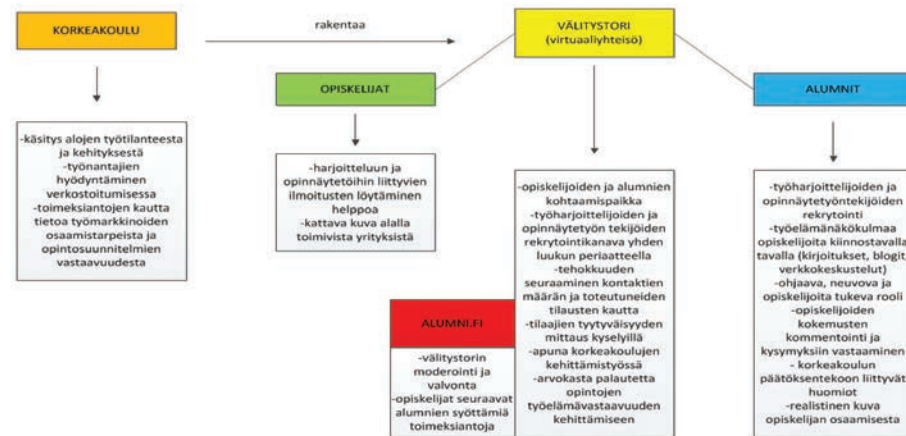 KORKEAKOULU
rakentaa
VÄLITYSTORI
(virtuaaliyhteisö)
OPISKELIJAT
ALUMNIT
-käsitys alojen työtilanteesta
ja kehityksestä
-työnantajien
hyödyntäminen
verkostoitumisessa
-toimeksiantojen kautta
tietoa työmarkkinoiden
osaamistarpeista ja
opintosuunnitelmien
vastaavuudesta
-harjoitteluun ja
opinnäytetöihin liittyvien
ilmoitusten löytäminen
helppoa
-kattava kuva alalla
toimivista yrityksistä
-opiskelijoiden ja alumnien
kohtaamispaikka
-työharjoittelijoiden ja
opinnäytetyön tekijöiden
rekrytointikanava yhden
luukun periaatteella
-tehokkuuden
seuraaminen kontaktien
määrän ja toteutuneiden
tilausten kautta
-tilaajien tyytyväisyyden
mittaus kyselyillä
-apuna korkeakoulujen
kehittämistyössä
-arvokasta palautetta
opintojen
työelämävastaavuuden
kehittämiseen
-työharjoittelijoiden ja
opinnäytetyöntekijöiden
rekrytointi
-työelämänäkökulmaa
opiskelijoita kiinnostavalla
tavalla (kirjoitukset, blogit,
verkkokeskustelut)
-ohjaava, neuvova ja
opiskelijoita tukeva rooli
-opiskelijoiden
kokemusten
kommentointi ja
kysymyksiin vastaaminen
- korkeakoulun
päätöksentekoon liittyvät
huomiot
-realistinen kuva
opiskelijan osaamisesta
ALUMNI.FI
-välitystorin
moderointi ja
valvonta
-opiskelijat seuraavat
alumnien syöttämiä
toimeksiantoja